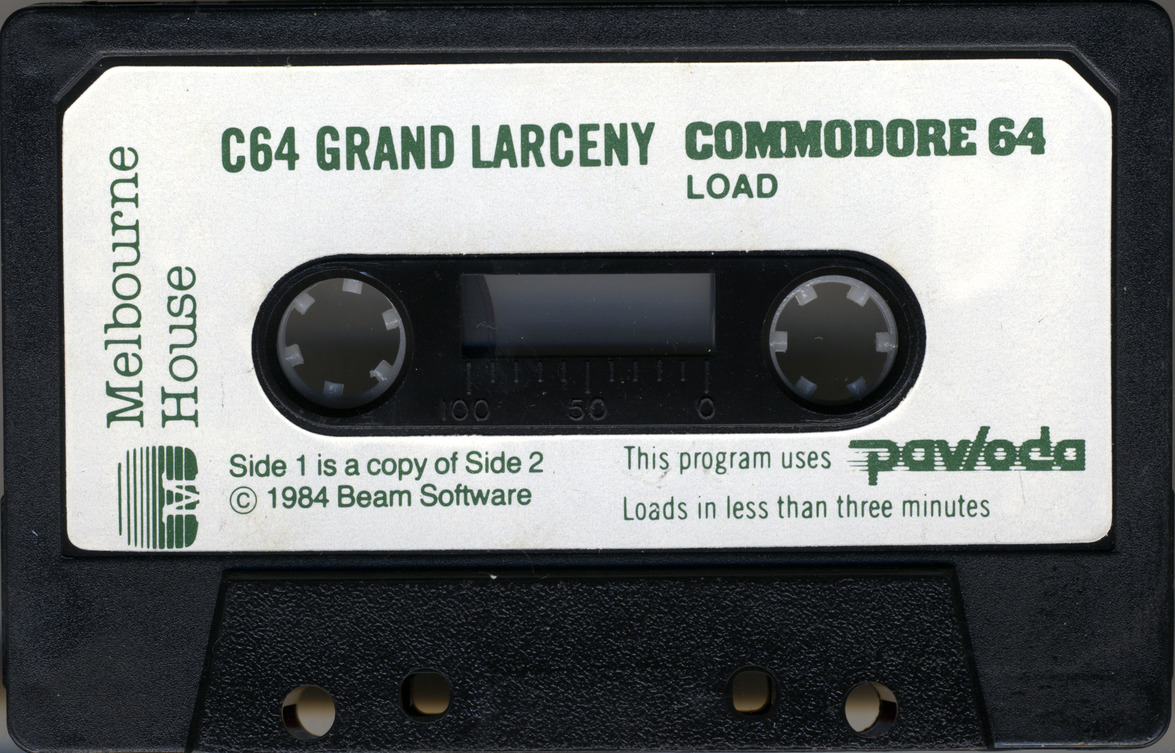 C64 GRAND LARCENY COMMODORE 64
LOAD
Melbourne
House
100 50 0
Side 1 is a copy of Side 2
© 1984 Beam Software
This program uses pavloda
Loads in less than three minutes